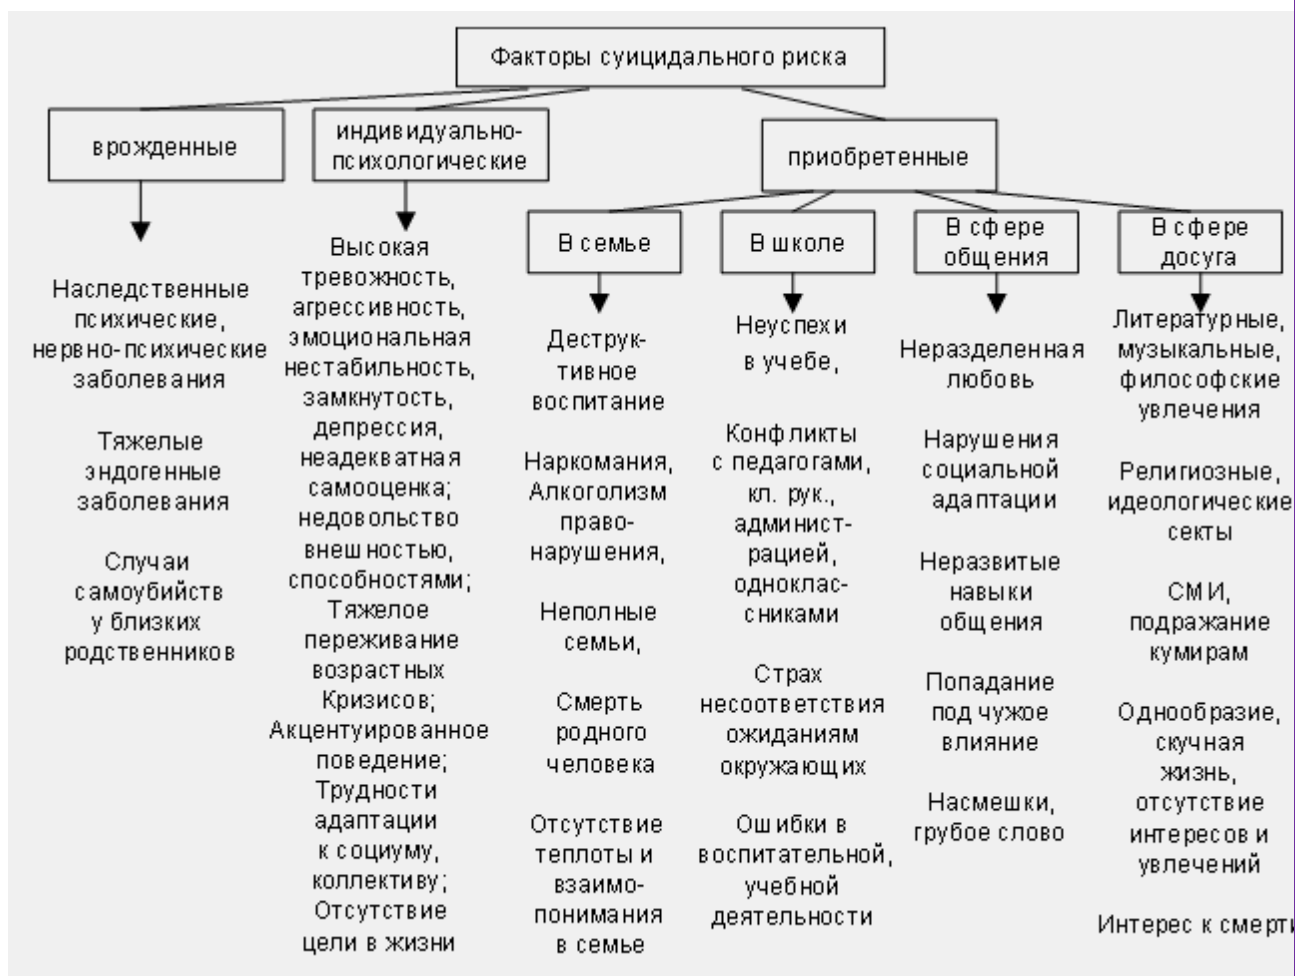 Факторы суицидального риска
врожденные
индивидуально-
психологические
приобретенные
В семье
В школе
В сфере
общения
В сфере
досуга
Наследственные
психические,
нервно-психические
заболевания
Тяжелые
эндогенные
заболевания
Случаи
самоубийств
у близких
родственников
Высокая
тревожность,
агрессивность,
эмоциональная
нестабильность,
замкнутость,
депрессия,
неадекватная
самооценка;
недовольство
внешностью,
способностями;
Тяжелое
переживание
возрастных
Кризисов;
Акцентуированное
поведение;
Трудности
адаптации
к социуму,
коллективу;
Отсутствие
цели в жизни
Деструк-
тивное
воспитание
Наркомания,
Алкоголизм
право-
нарушения,
Неполные
семьи,
Смерть
родного
человека
Отсутствие
теплоты и
взаимо-
понимания
в семье
Неуспехи
в учебе,
Конфликты
с педагогами,
кл. рук.,
админист-
рацией,
одноклас-
сниками
Страх
несоответствия
ожиданиям
окружающих
Ошибки в
воспитательной,
учебной
деятельности
Неразделенная
любовь
Нарушения
социальной
адаптации
Неразвитые
навыки
общения
Попадание
под чужое
влияние
Насмешки,
грубое слово
Литературные,
музыкальные,
философские
увлечения
Религиозные,
идеологические
секты
СМИ,
подражание
кумирам
Однообразие,
скучная
жизнь,
отсутствие
интересов и
увлечений
Интерес к смерти